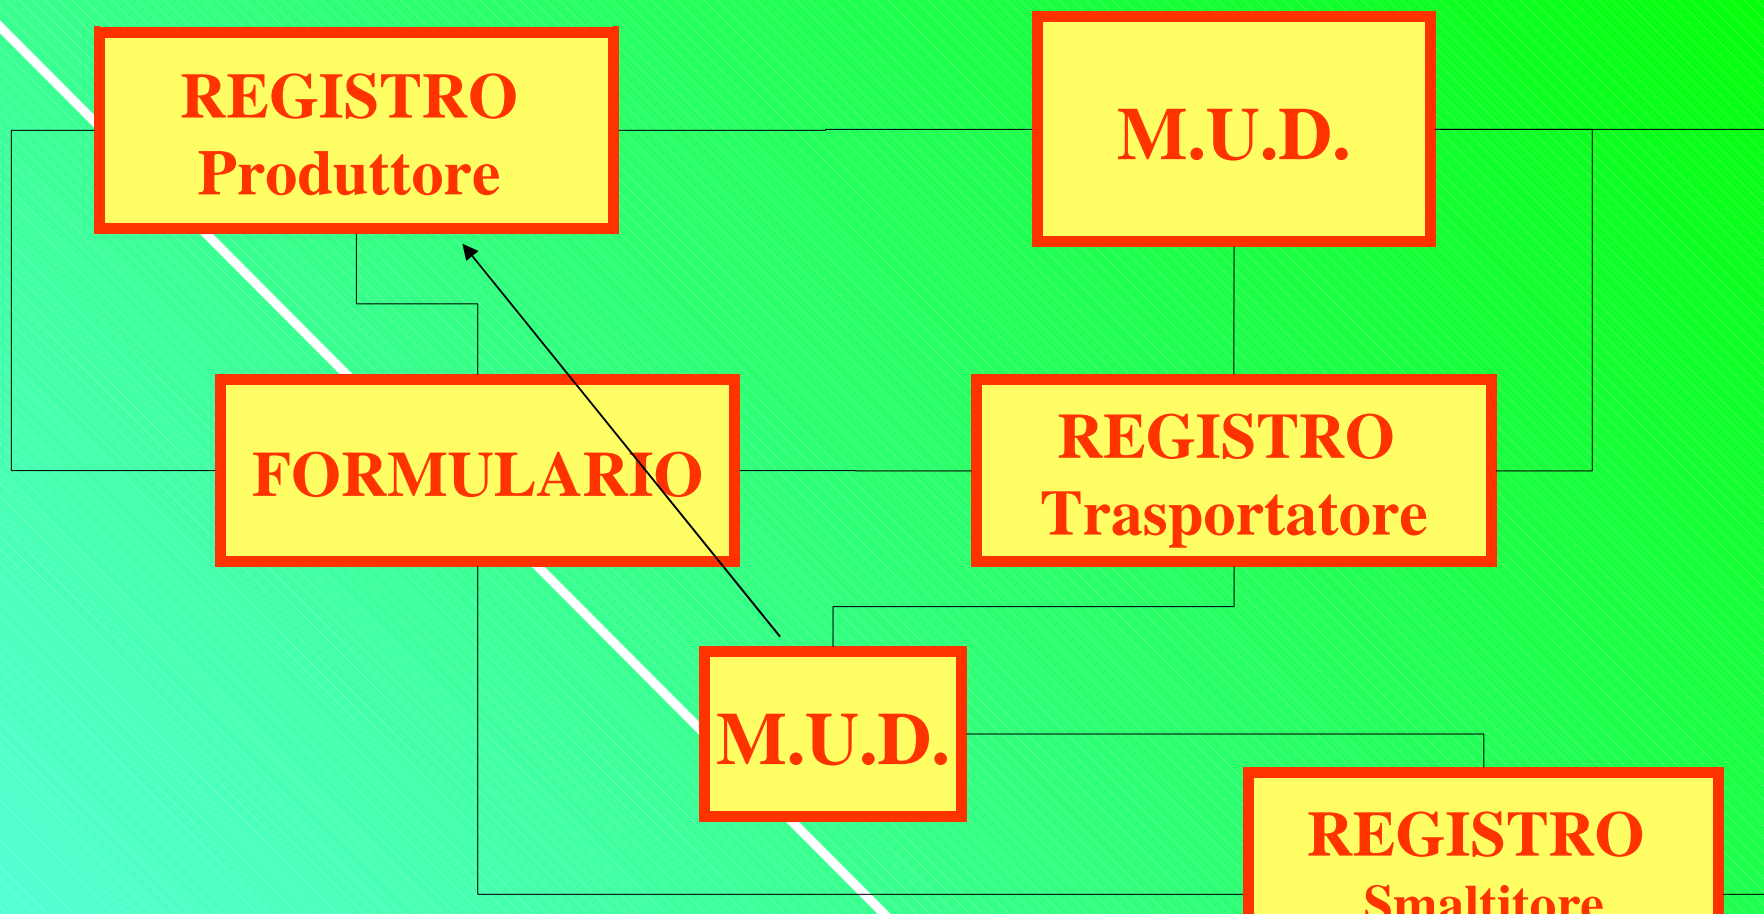 REGISTRO
Produttore
M.U.D.
FORMULARIO
REGISTRO
Trasportatore
M.U.D.
REGISTRO
Smaltitore